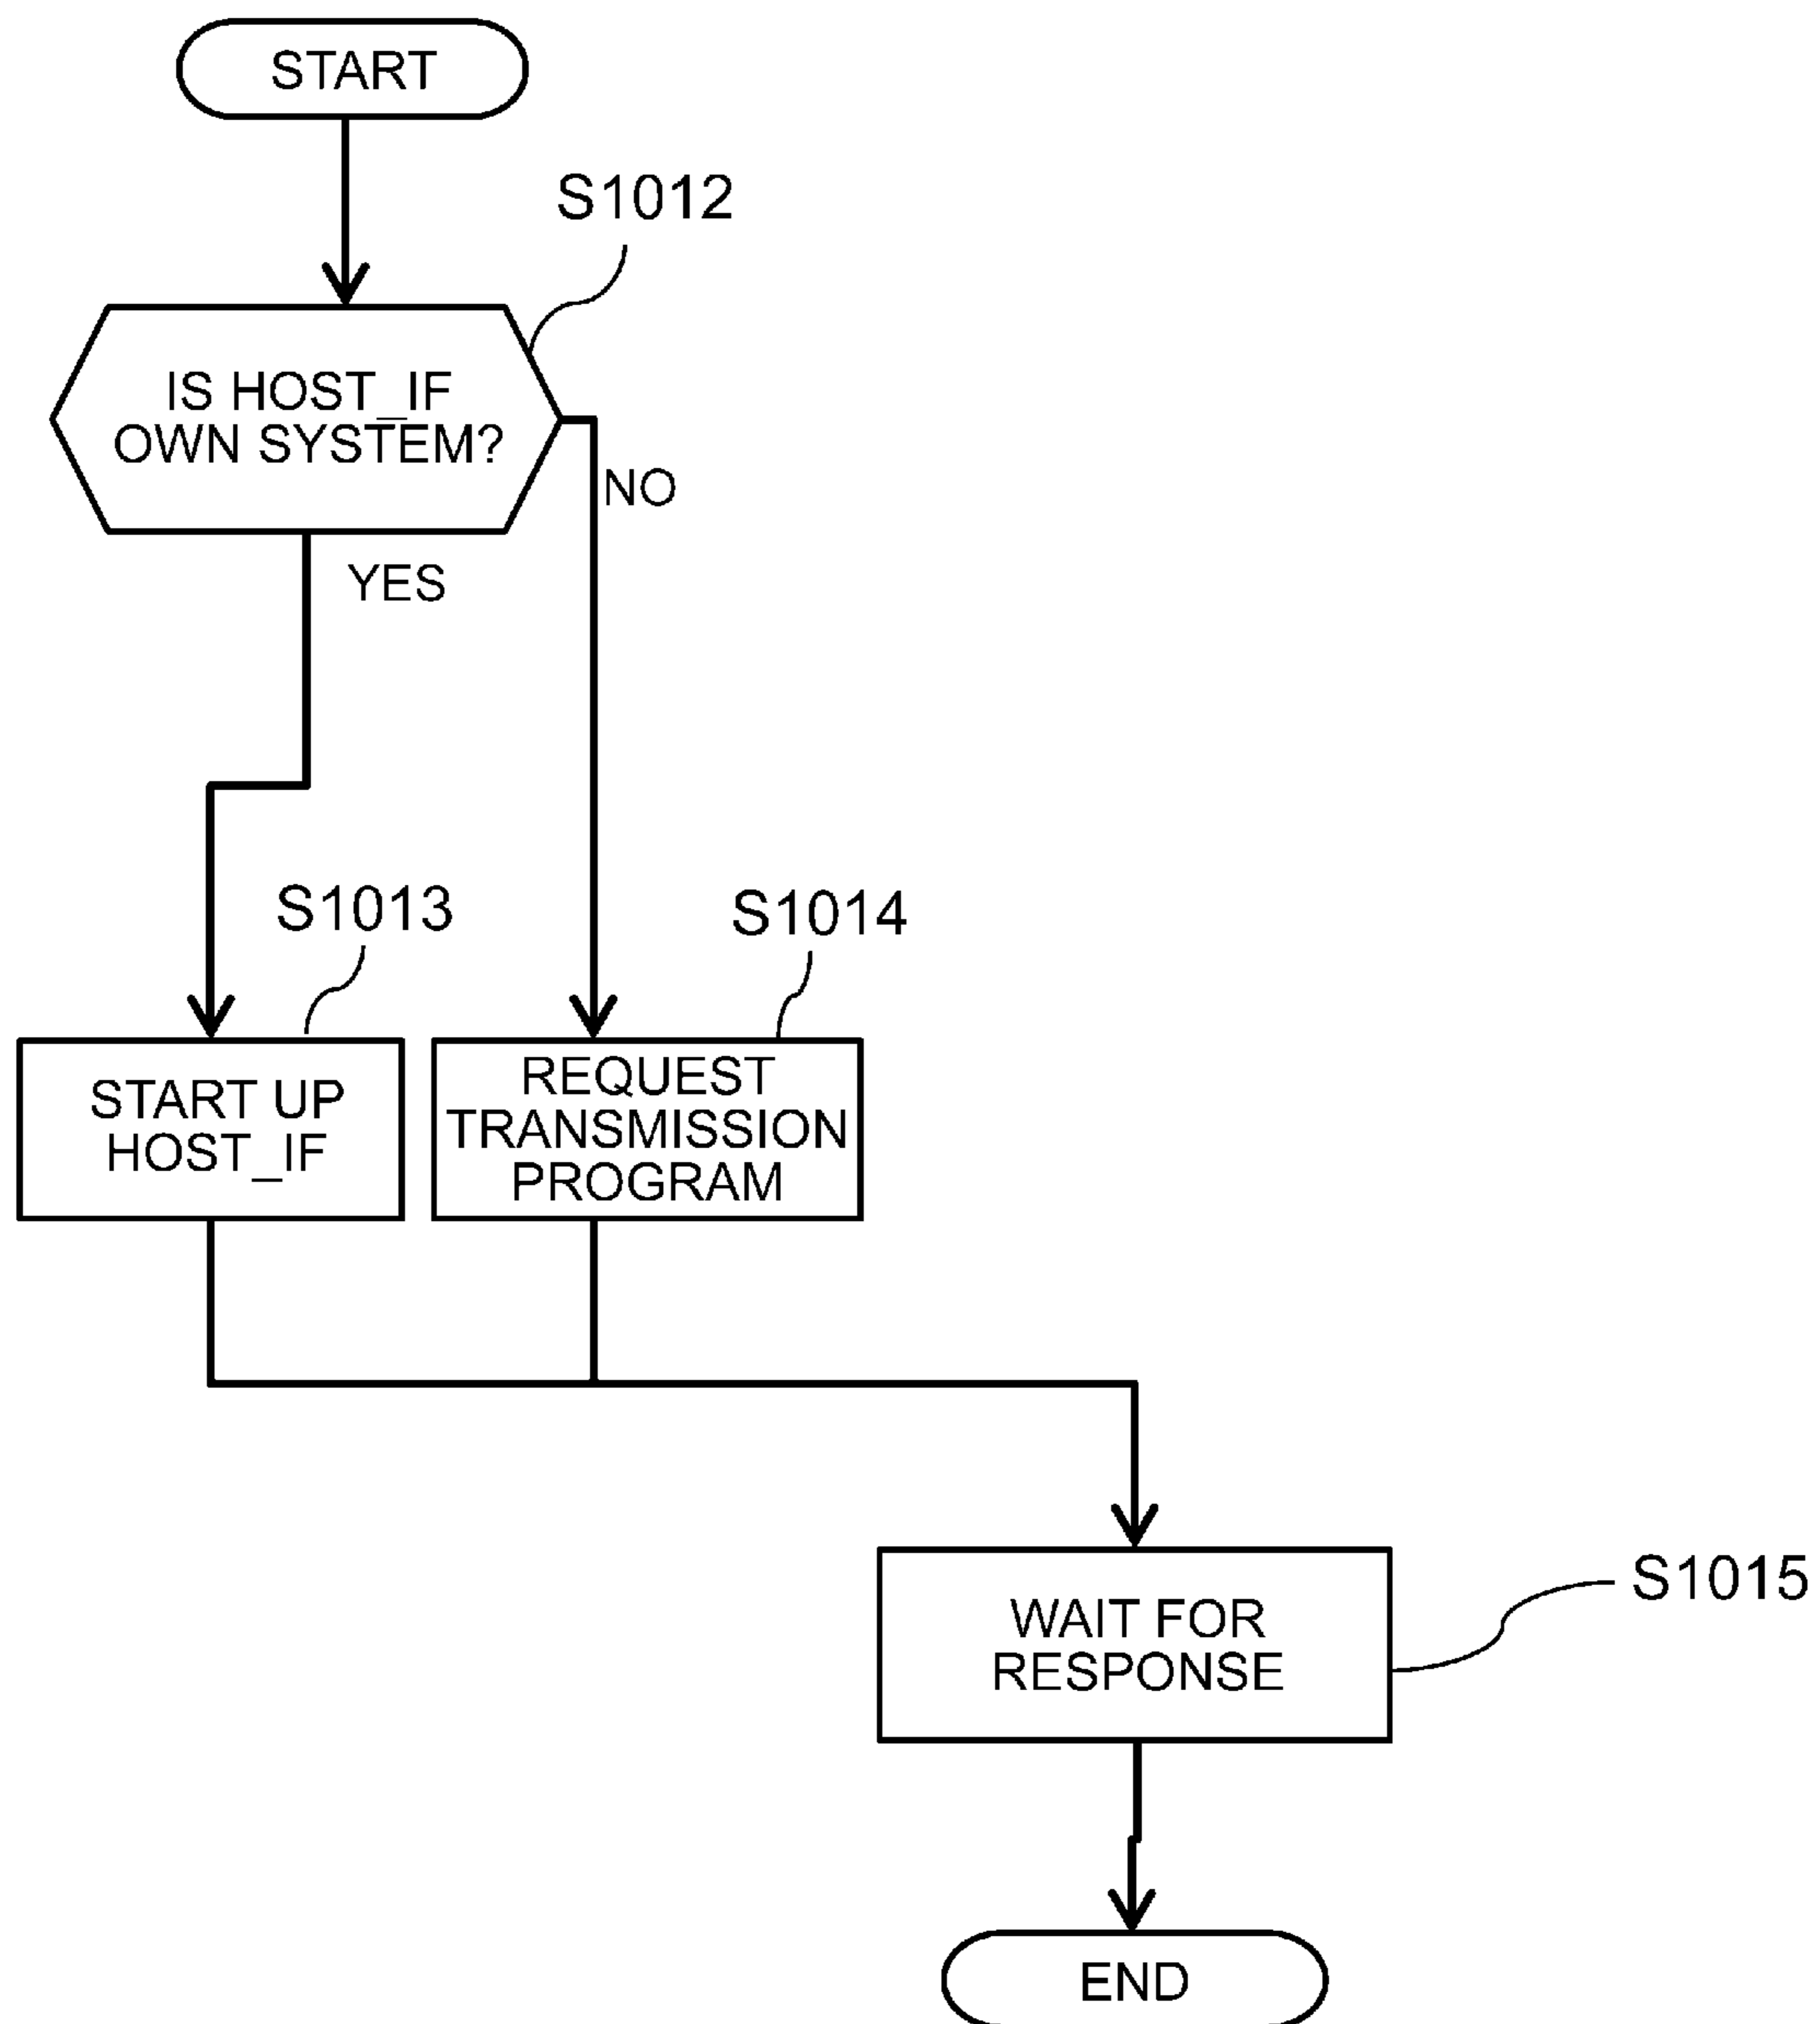 START
S1012
IS HOST_IF
OWN SYSTEM?
NO
YES
S1013
S1014
START UP
HOST_IF
REQUEST
TRANSMISSION
PROGRAM
WAIT FOR
RESPONSE
S1015
END